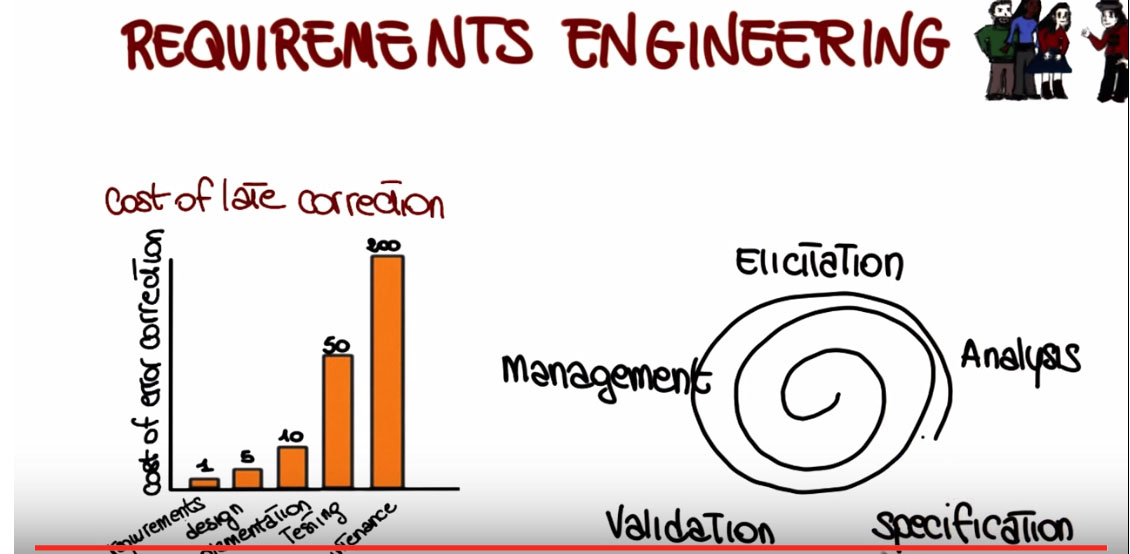 REQUIREMENTS ENGINEERING
Cost of late correction
Cost of error correction
1
5
10
50
200
design
Testing
Elicitation
Analysis
Specification
Validation
Management